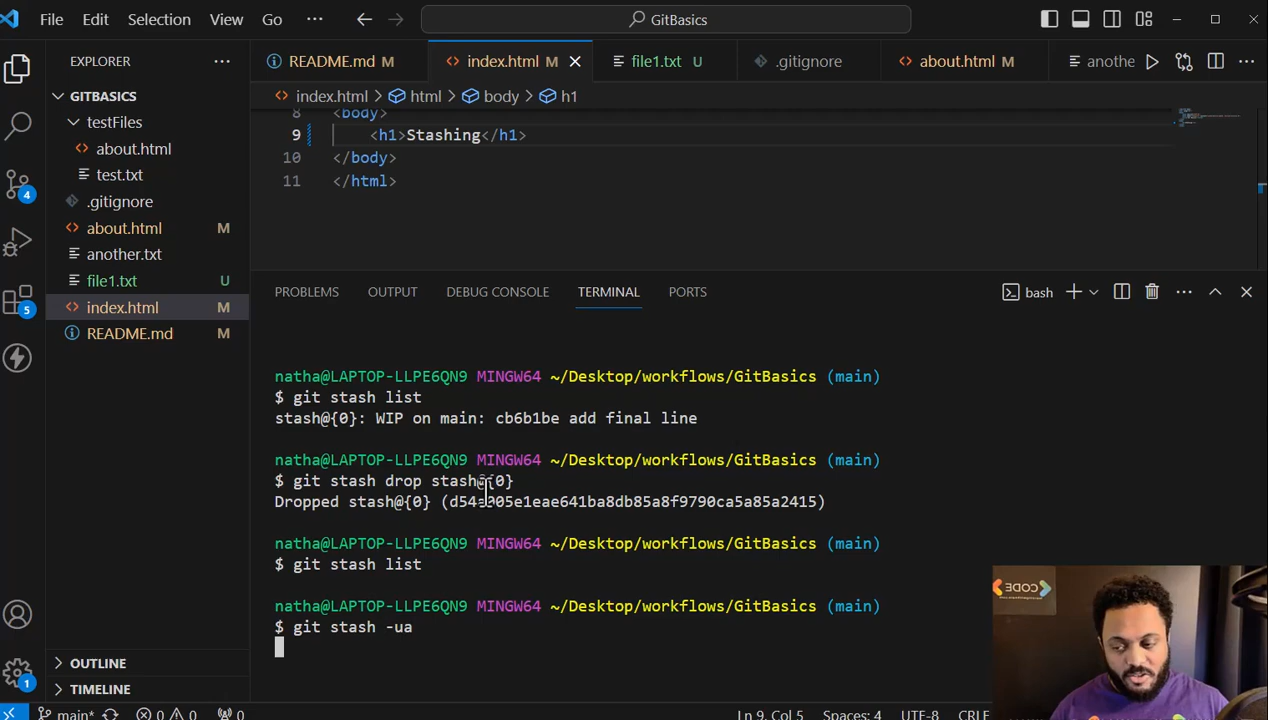 File Edit Selection View Go ··· GitBasics
EXPLORER ···
README.md M index.html M file1.txt U .gitignore about.html M anothe ···
GITBASICS
testFiles
about.html
test.txt
.gitignore
about.html M
another.txt
file1.txt U
index.html M
README.md M
OUTLINE
TIMELINE
4
5
1
index.html > html > body > h1
8 <body>
9 <h1>Stashing</h1>
10 </body>
11 </html>
PROBLEMS OUTPUT DEBUG CONSOLE TERMINAL PORTS bash ···
natha@LAPTOP-LLPE6QN9 MINGW64 ~/Desktop/workflows/GitBasics (main)
$ git stash list
stash@{0}: WIP on main: cb6b1be add final line
natha@LAPTOP-LLPE6QN9 MINGW64 ~/Desktop/workflows/GitBasics (main)
$ git stash drop stash@{0}
Dropped stash@{0} (d54a005e1eae641ba8db85a8f9790ca5a85a2415)
natha@LAPTOP-LLPE6QN9 MINGW64 ~/Desktop/workflows/GitBasics (main)
$ git stash list
natha@LAPTOP-LLPE6QN9 MINGW64 ~/Desktop/workflows/GitBasics (main)
$ git stash -ua
CODE
main* 0 0 0 Ln 9, Col 5 Spaces: 4 UTF-8 CRLF